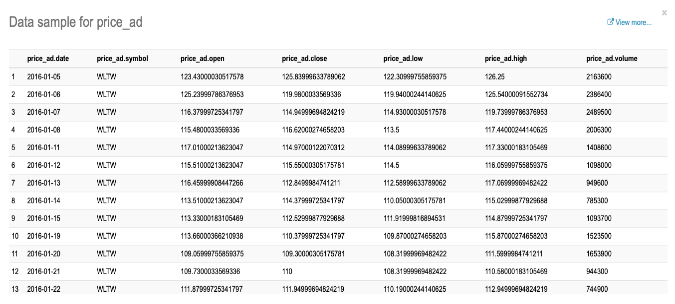 Data sample for price_ad
View more...
×
price_ad.date price_ad.symbol price_ad.open price_ad.close price_ad.low price_ad.high price_ad.volume
1 2016-01-05 WLTW 123.43000030517578 125.83999633789062 122.30999755859375 126.25 2163600
2 2016-01-06 WLTW 125.23999786376953 119.9800033569336 119.94000244140625 125.54000091552734 2386400
3 2016-01-07 WLTW 116.37999725341797 114.94999694824219 114.93000030517578 119.73999786376953 2489500
4 2016-01-08 WLTW 115.4800033569336 116.62000274658203 113.5 117.44000244140625 2006300
5 2016-01-11 WLTW 117.01000213623047 114.97000122070312 114.08999633789062 117.33000183105469 1408600
6 2016-01-12 WLTW 115.51000213623047 115.55000305175781 114.5 116.05999755859375 1098000
7 2016-01-13 WLTW 116.45999908447266 112.8499984741211 112.58999633789062 117.06999969482422 949600
8 2016-01-14 WLTW 113.51000213623047 114.37999725341797 110.05000305175781 115.02999877929688 785300
9 2016-01-15 WLTW 113.33000183105469 112.52999877929688 111.91999816894531 114.87999725341797 1093700
10 2016-01-19 WLTW 113.66000366210938 110.37999725341797 109.87000274658203 115.87000274658203 1523500
11 2016-01-20 WLTW 109.05999755859375 109.30000305175781 108.31999969482422 111.5999984741211 1653900
12 2016-01-21 WLTW 109.7300033569336 110 108.31999969482422 110.58000183105469 944300
13 2016-01-22 WLTW 111.87999725341797 111.94999694824219 110.19000244140625 112.94999694824219 744900